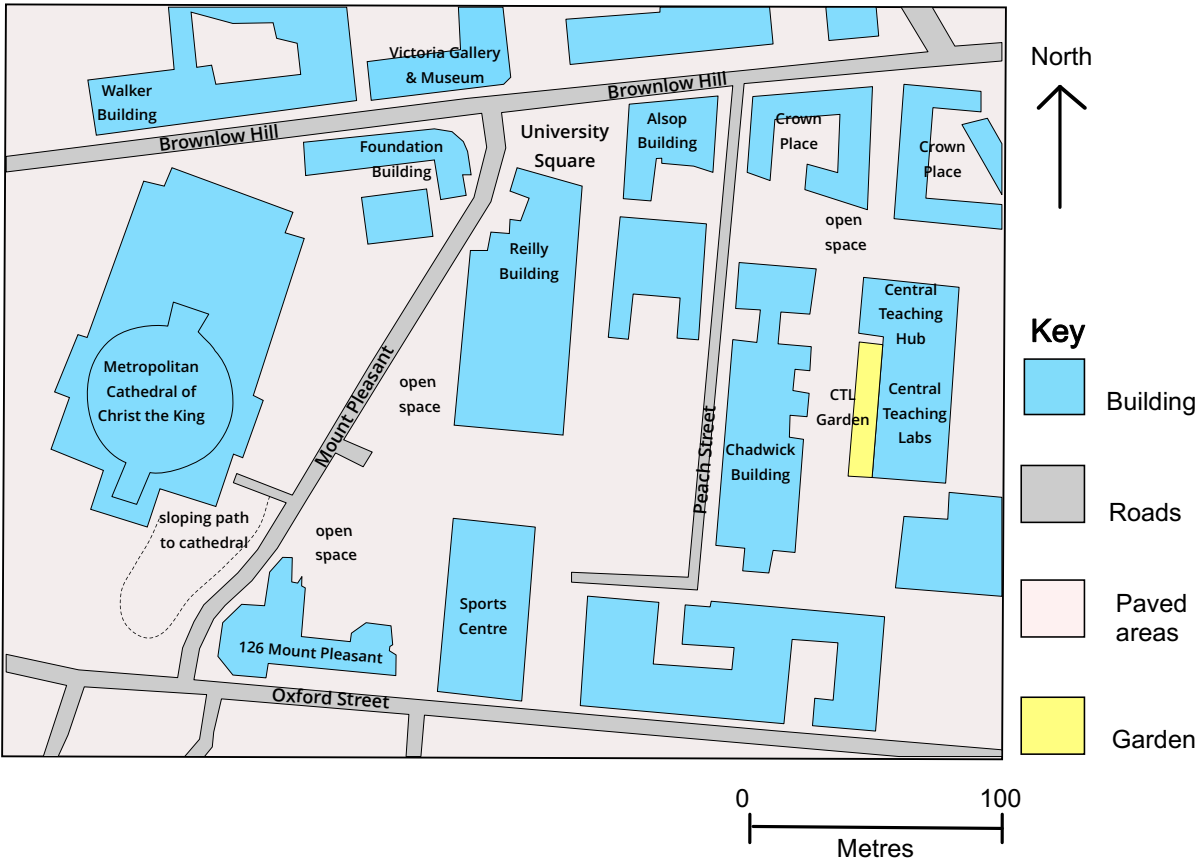 Victoria Gallery
& Museum
Walker
Building
Brownlow Hill
Brownlow Hill
University
Square
Alsop
Building
Crown
Place
Crown
Place
Foundation
Building
open
space
Reilly
Building
Central
Teaching
Hub
Metropolitan
Cathedral of
Christ the King
Mount Pleasant
open
space
CTL
Garden
Central
Teaching
Labs
Peach Street
Chadwick
Building
sloping path
to cathedral
open
space
Sports
Centre
126 Mount Pleasant
Oxford Street
North
Key
Building
Roads
Paved
areas
Garden
0
100
Metres